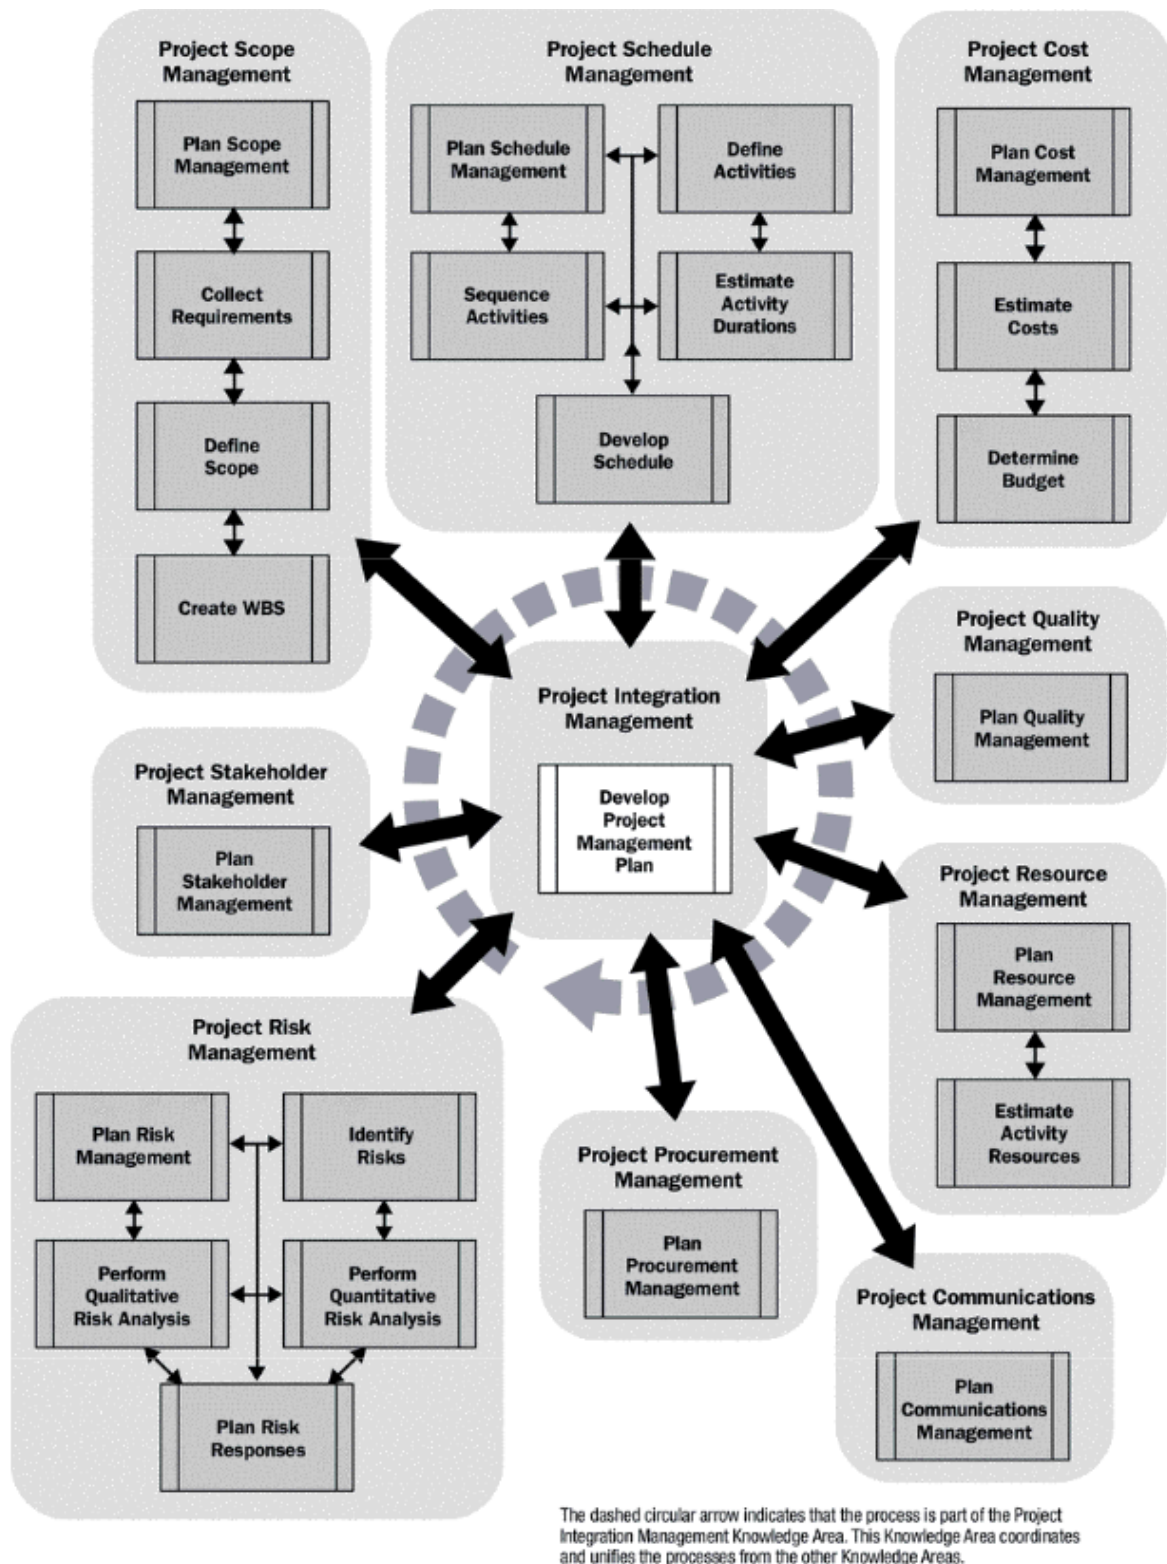 Project Scope
Management
Plan Scope
Management
Collect
Requirements
Define
Scope
Create WBS
Project Schedule
Management
Plan Schedule
Management
Define
Activities
Sequence
Activities
Estimate
Activity
Durations
Develop
Schedule
Project Cost
Management
Plan Cost
Management
Estimate
Costs
Determine
Budget
Project Integration
Management
Develop
Project
Management
Plan
Project Quality
Management
Plan Quality
Management
Project Stakeholder
Management
Plan
Stakeholder
Management
Project Resource
Management
Plan
Resource
Management
Estimate
Activity
Resources
Project Risk
Management
Plan Risk
Management
Identify
Risks
Perform
Qualitative
Risk Analysis
Perform
Quantitative
Risk Analysis
Plan Risk
Responses
Project Procurement
Management
Plan
Procurement
Management
Project Communications
Management
Plan
Communications
Management
The dashed circular arrow indicates that the process is part of the Project
Integration Management Knowledge Area. This Knowledge Area coordinates
and unifies the processes from the other Knowledge Areas.